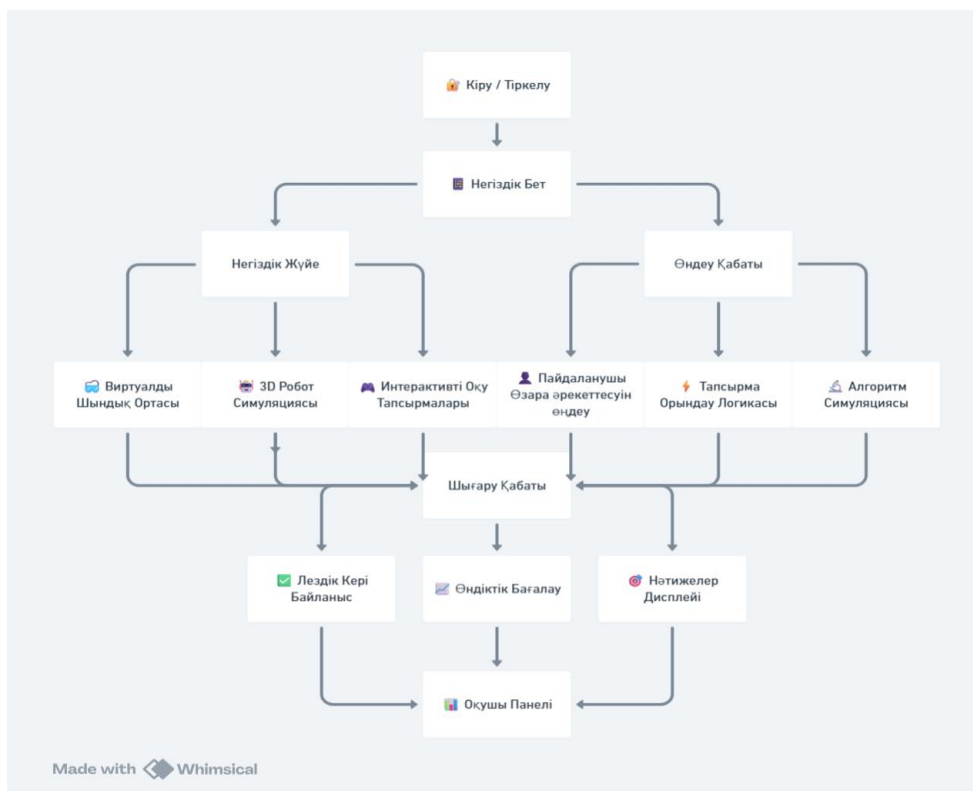 Кіру / Тіркелу
Негіздік Бет
Негіздік Жүйе
Өндеу Қабаты
Виртуалды
Шындық Ортасы
3D Робот
Симуляциясы
Интерактивті Оқу
Тапсырмалары
Пайдаланушы
Өзара әрекеттесуін
өңдеу
Тапсырма
Орындау Логикасы
Алгоритм
Симуляциясы
Шығару Қабаты
Лездік Кері
Байланыс
Өндіктік Бағалау
Нәтижелер
Дисплейі
Оқушы Панелі
Made with Whimsical